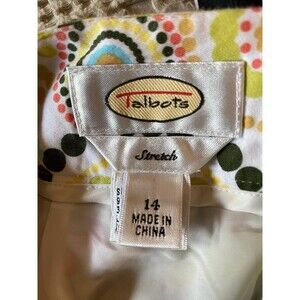 Talbots
Stretch
14
MADE IN
CHINA